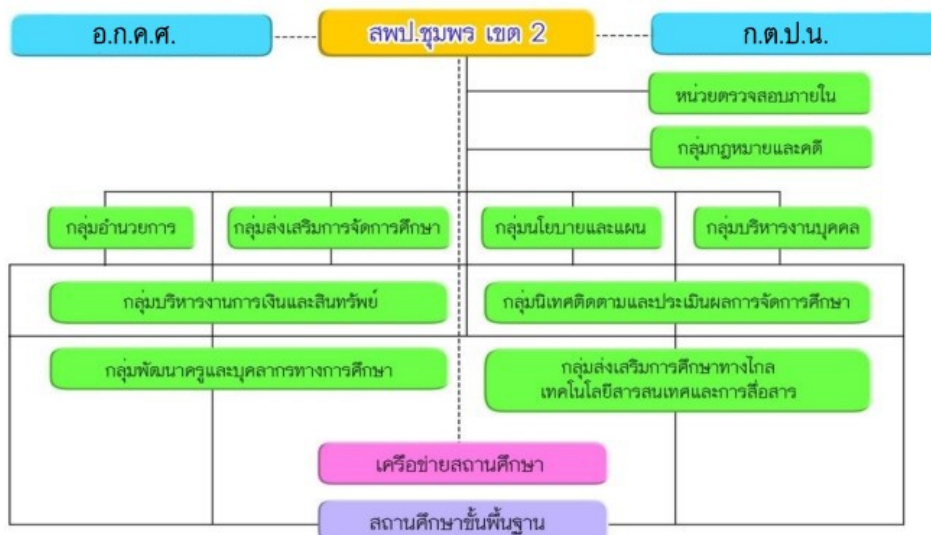 อ.ก.ค.ศ.
สพป.ชุมพร เขต 2
ก.ต.ป.น.
หน่วยตรวจสอบภายใน
กลุ่มกฎหมายและคดี
กลุ่มอำนวยการ
กลุ่มส่งเสริมการจัดการศึกษา
กลุ่มนโยบายและแผน
กลุ่มบริหารงานบุคคล
กลุ่มบริหารงานการเงินและสินทรัพย์
กลุ่มนิเทศติดตามและประเมินผลการจัดการศึกษา
กลุ่มพัฒนาครูและบุคลากรทางการศึกษา
กลุ่มส่งเสริมการศึกษาทางไกล
เทคโนโลยีสารสนเทศและการสื่อสาร
เครือข่ายสถานศึกษา
สถานศึกษาขั้นพื้นฐาน